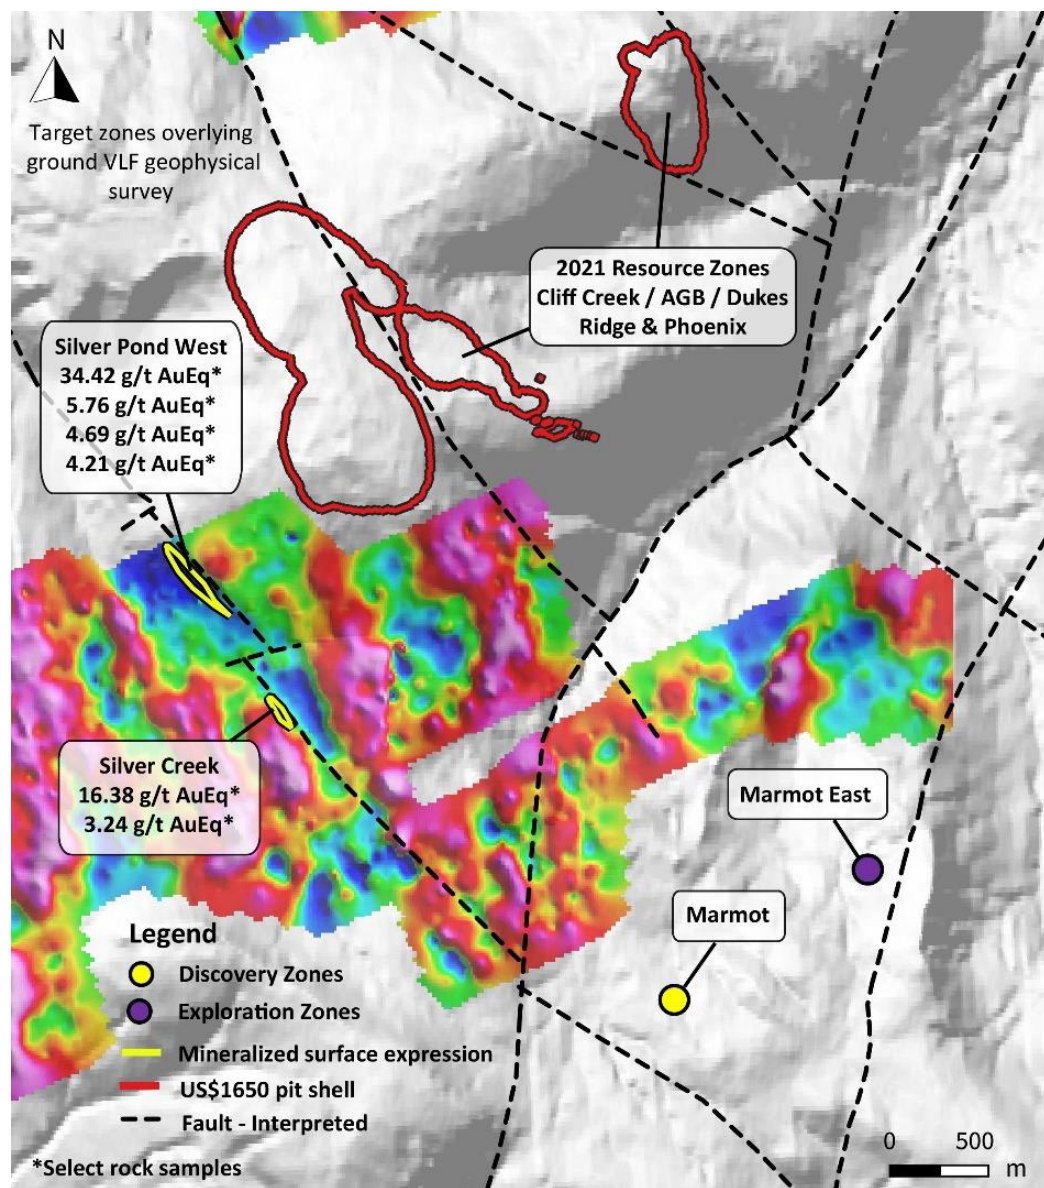 N
Target zones overlying
ground VLF geophysical
survey
2021 Resource Zones
Cliff Creek / AGB / Dukes
Ridge & Phoenix
Silver Pond West
34.42 g/t AuEq*
5.76 g/t AuEq*
4.69 g/t AuEq*
4.21 g/t AuEq*
Silver Creek
16.38 g/t AuEq*
3.24 g/t AuEq*
Marmot East
Marmot
Legend
Discovery Zones
Exploration Zones
Mineralized surface expression
US$1650 pit shell
Fault - Interpreted
*Select rock samples
0 500
m